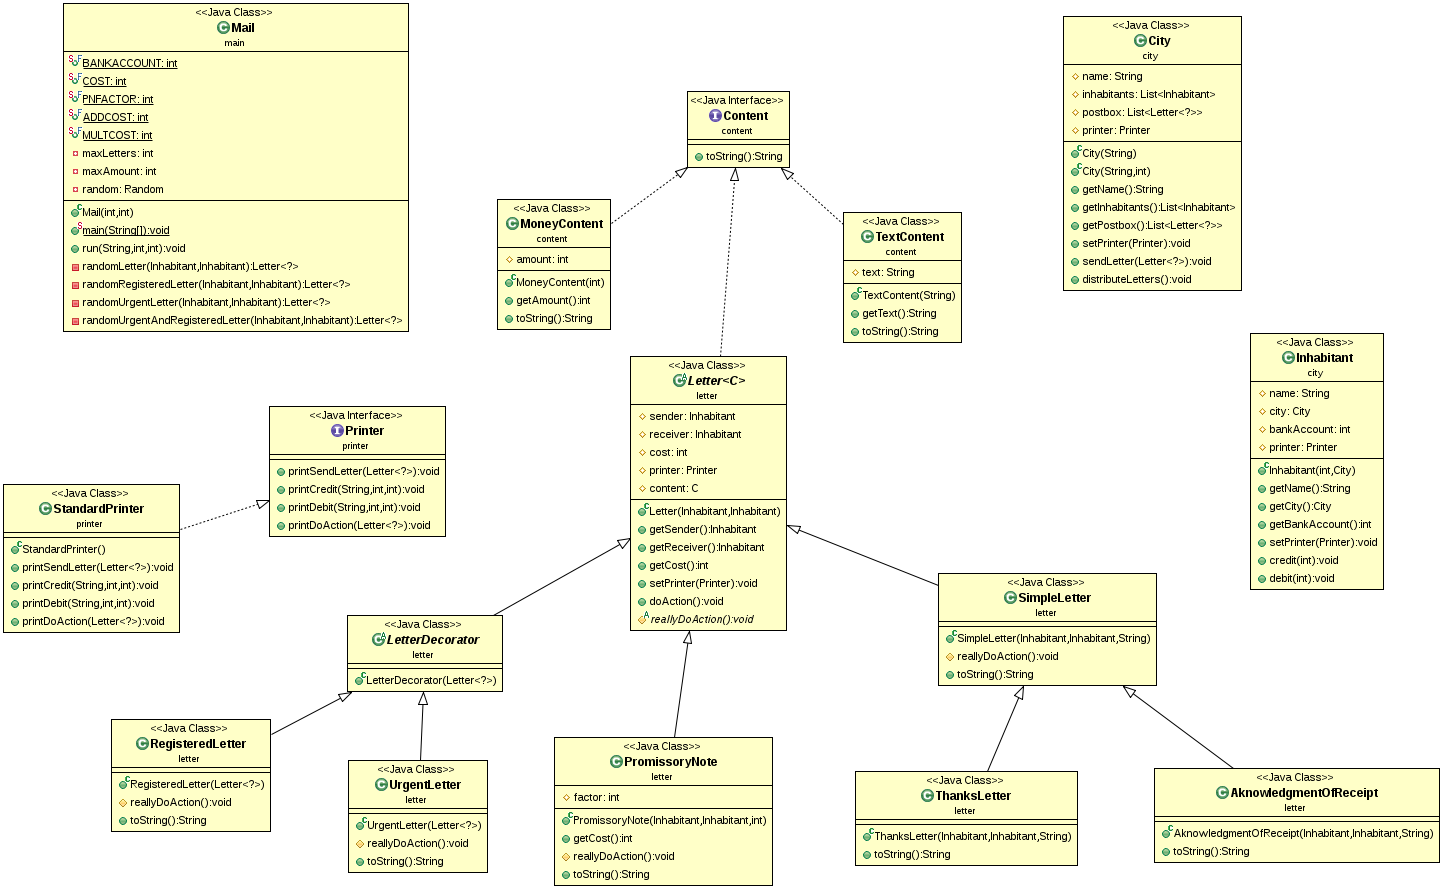 <<Java Class>>
Mail
main
BANKACCOUNT: int
COST: int
PNFACTOR: int
ADDCOST: int
MULTCOST: int
maxLetters: int
maxAmount: int
random: Random
Mail(int,int)
main(String[]):void
run(String,int,int):void
randomLetter(Inhabitant,Inhabitant):Letter<?>
randomRegisteredLetter(Inhabitant,Inhabitant):Letter<?>
randomUrgentLetter(Inhabitant,Inhabitant):Letter<?>
randomUrgentAndRegisteredLetter(Inhabitant,Inhabitant):Letter<?>
<<Java Interface>>
Content
content
toString():String
<<Java Class>>
City
city
name: String
inhabitants: List<Inhabitant>
postbox: List<Letter<?>>
printer: Printer
City(String)
City(String,int)
getName():String
getInhabitants():List<Inhabitant>
getPostbox():List<Letter<?>>
setPrinter(Printer):void
sendLetter(Letter<?>):void
distributeLetters():void
<<Java Class>>
MoneyContent
content
amount: int
MoneyContent(int)
getAmount():int
toString():String
<<Java Class>>
TextContent
content
text: String
TextContent(String)
getText():String
toString():String
<<Java Class>>
Inhabitant
city
name: String
city: City
bankAccount: int
printer: Printer
Inhabitant(int,City)
getName():String
getCity():City
getBankAccount():int
setPrinter(Printer):void
credit(int):void
debit(int):void
<<Java Class>>
Letter<C>
letter
sender: Inhabitant
receiver: Inhabitant
cost: int
printer: Printer
content: C
Letter(Inhabitant,Inhabitant)
getSender():Inhabitant
getReceiver():Inhabitant
getCost():int
setPrinter(Printer):void
doAction():void
reallyDoAction():void
<<Java Interface>>
Printer
printer
printSendLetter(Letter<?>):void
printCredit(String,int,int):void
printDebit(String,int,int):void
printDoAction(Letter<?>):void
<<Java Class>>
StandardPrinter
printer
StandardPrinter()
printSendLetter(Letter<?>):void
printCredit(String,int,int):void
printDebit(String,int,int):void
printDoAction(Letter<?>):void
<<Java Class>>
LetterDecorator
letter
LetterDecorator(Letter<?>)
<<Java Class>>
SimpleLetter
letter
SimpleLetter(Inhabitant,Inhabitant,String)
reallyDoAction():void
toString():String
<<Java Class>>
RegisteredLetter
letter
RegisteredLetter(Letter<?>)
reallyDoAction():void
toString():String
<<Java Class>>
UrgentLetter
letter
UrgentLetter(Letter<?>)
reallyDoAction():void
toString():String
<<Java Class>>
PromissoryNote
letter
factor: int
PromissoryNote(Inhabitant,Inhabitant,int)
getCost():int
reallyDoAction():void
toString():String
<<Java Class>>
ThanksLetter
letter
ThanksLetter(Inhabitant,Inhabitant,String)
toString():String
<<Java Class>>
AknowledgmentOfReceipt
letter
AknowledgmentOfReceipt(Inhabitant,Inhabitant,String)
toString():String